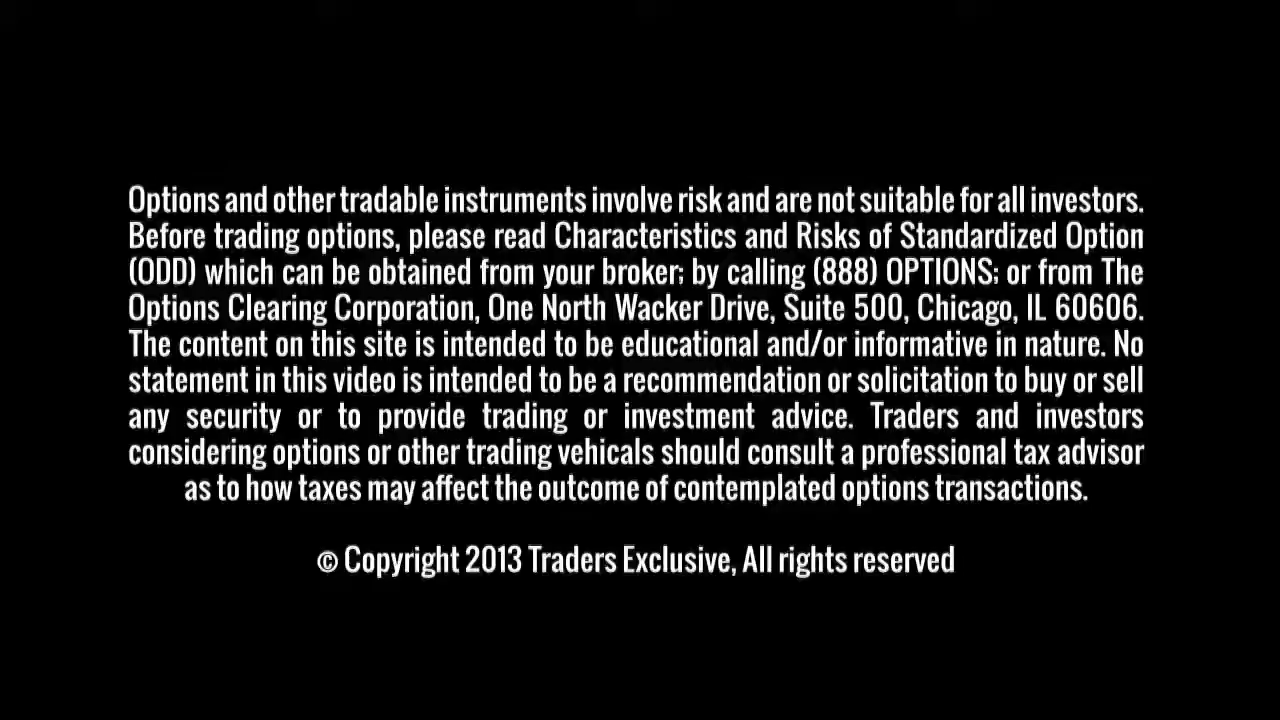 Options and other tradable instruments involve risk and are not suitable for all investors.
Before trading options, please read Characteristics and Risks of Standardized Option
(ODD) which can be obtained from your broker; by calling (888) OPTIONS; or from The
Options Clearing Corporation, One North Wacker Drive, Suite 500, Chicago, IL 60606.
The content on this site is intended to be educational and/or informative in nature. No
statement in this video is intended to be a recommendation or solicitation to buy or sell
any security or to provide trading or investment advice. Traders and investors
considering options or other trading vehicals should consult a professional tax advisor
as to how taxes may affect the outcome of contemplated options transactions.
© Copyright 2013 Traders Exclusive, All rights reserved